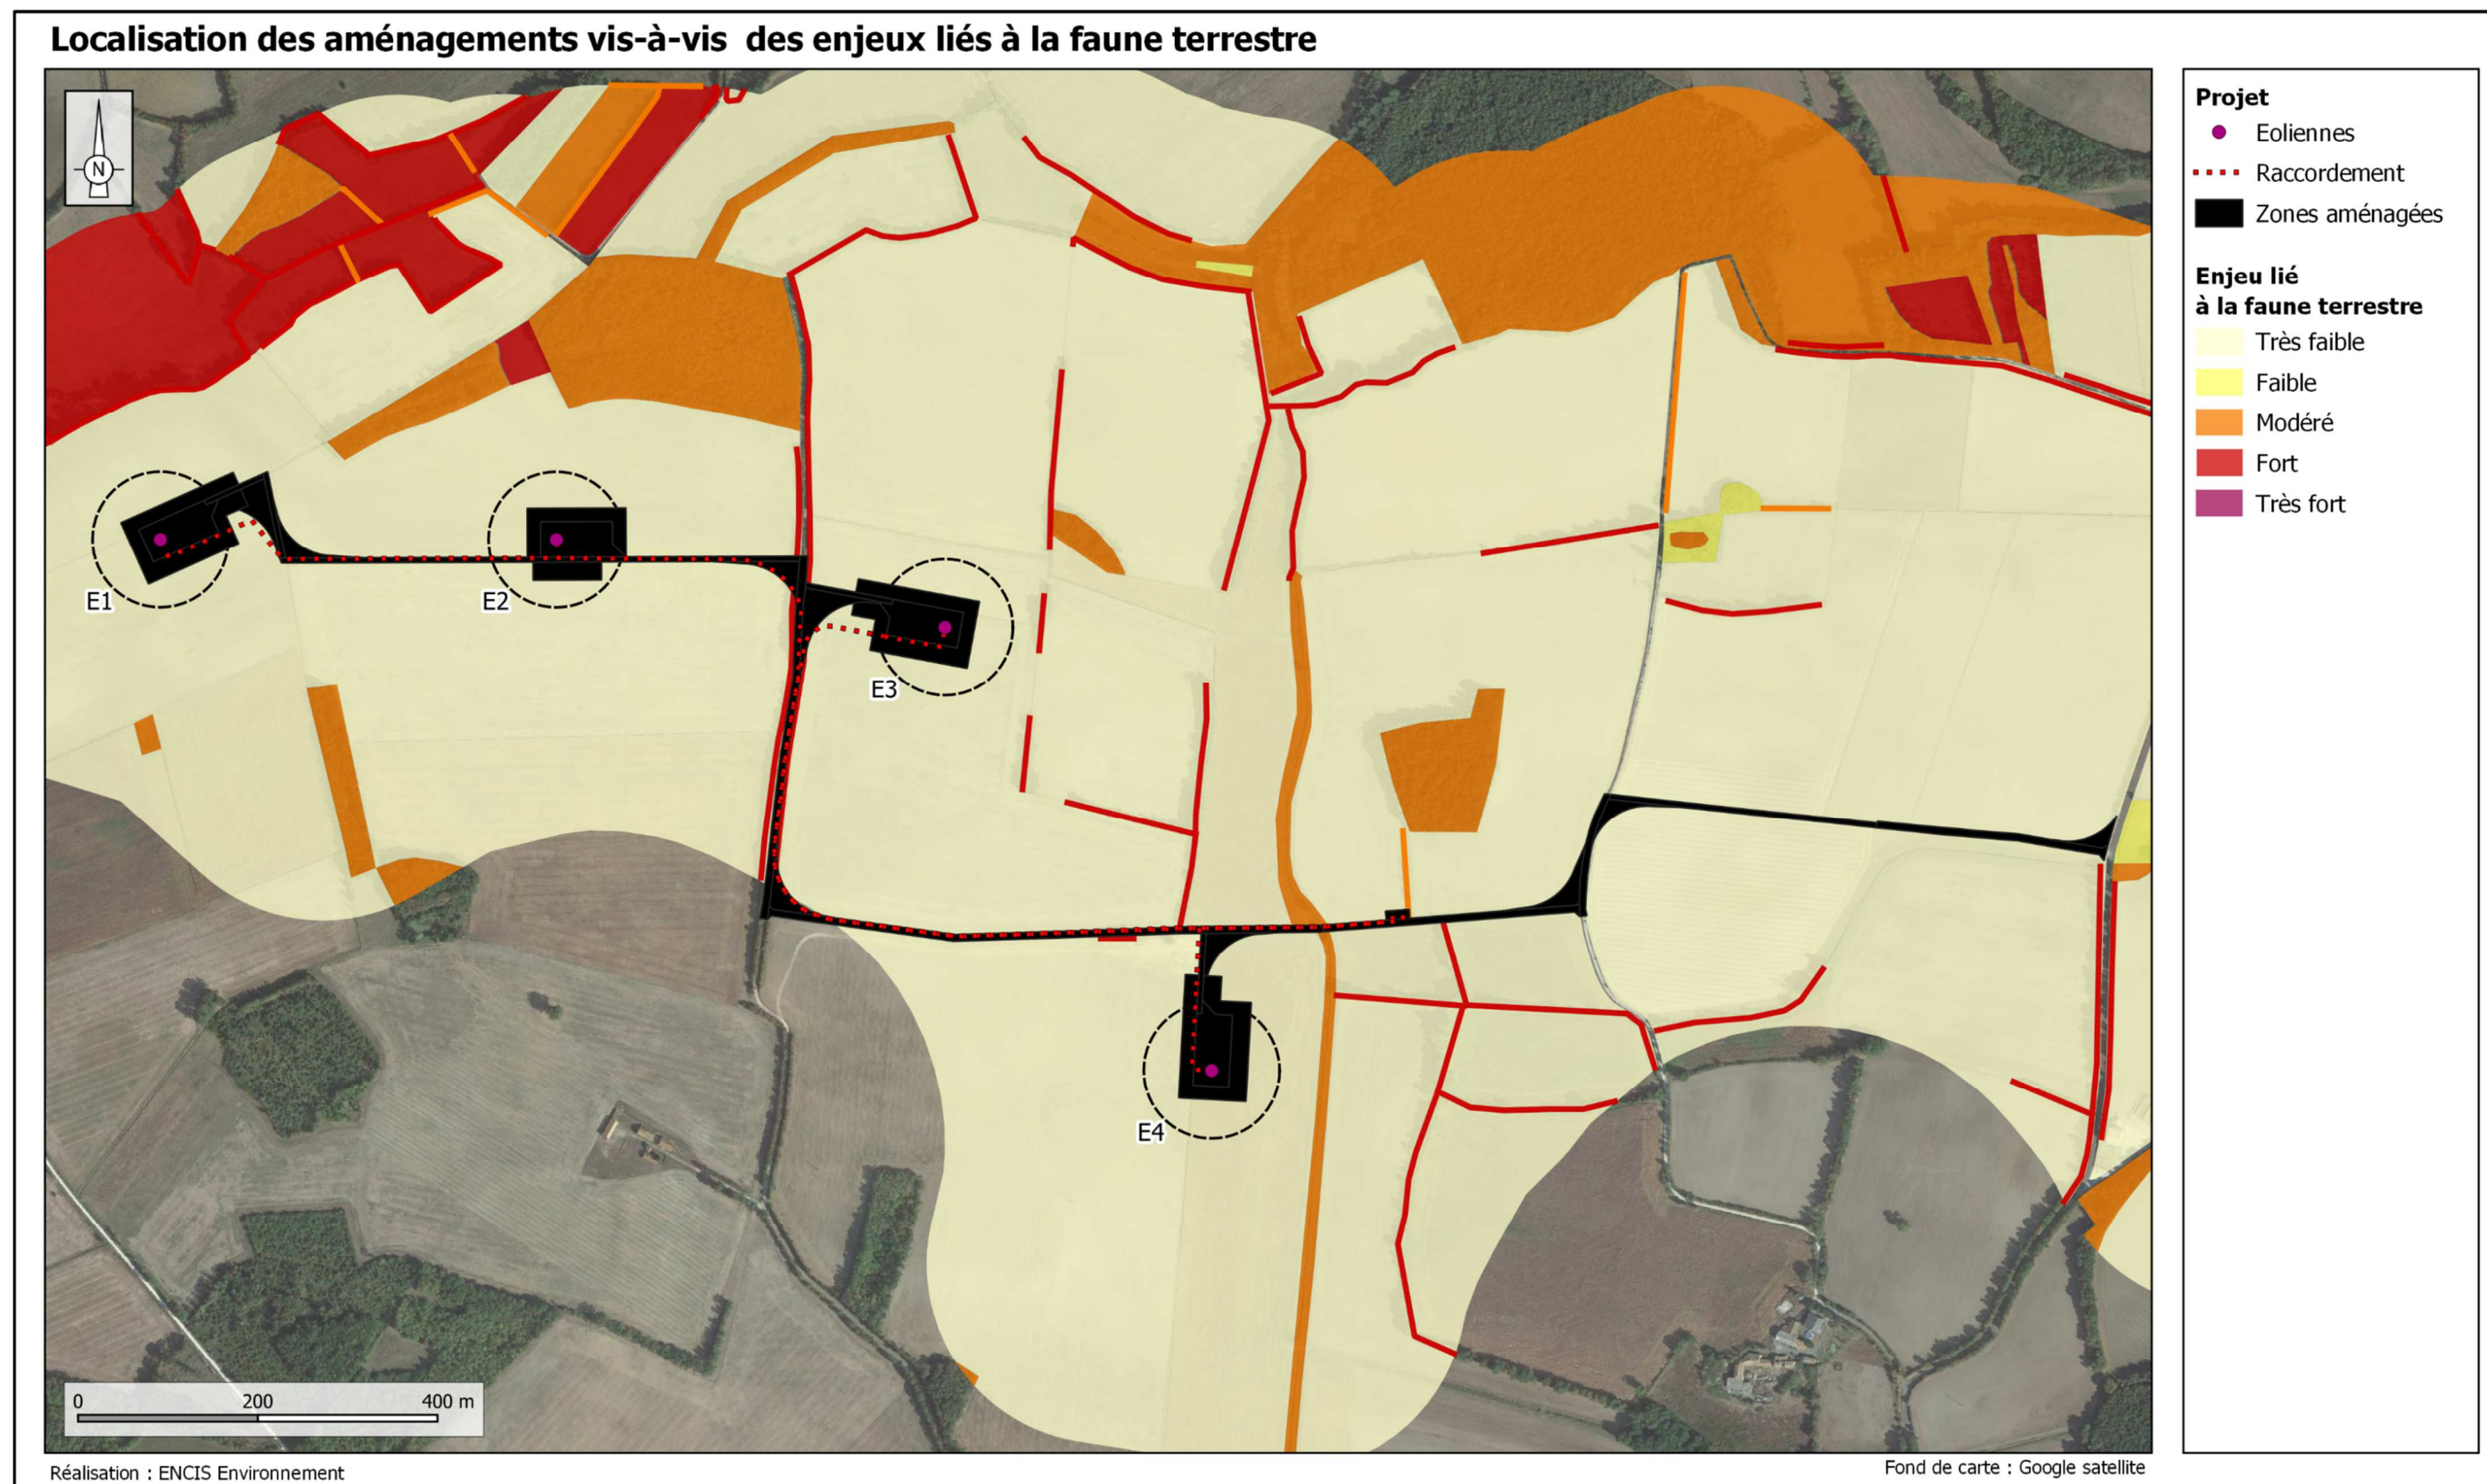 Localisation des aménagements vis-à-vis  des enjeux liés à la faune terrestre
N
E1
E2
E3
E4
0 200 400 m
Projet
Eoliennes
Raccordement
Zones aménagées
Enjeu lié
à la faune terrestre
Très faible
Faible
Modéré
Fort
Très fort
Réalisation : ENCIS Environnement
Fond de carte : Google satellite